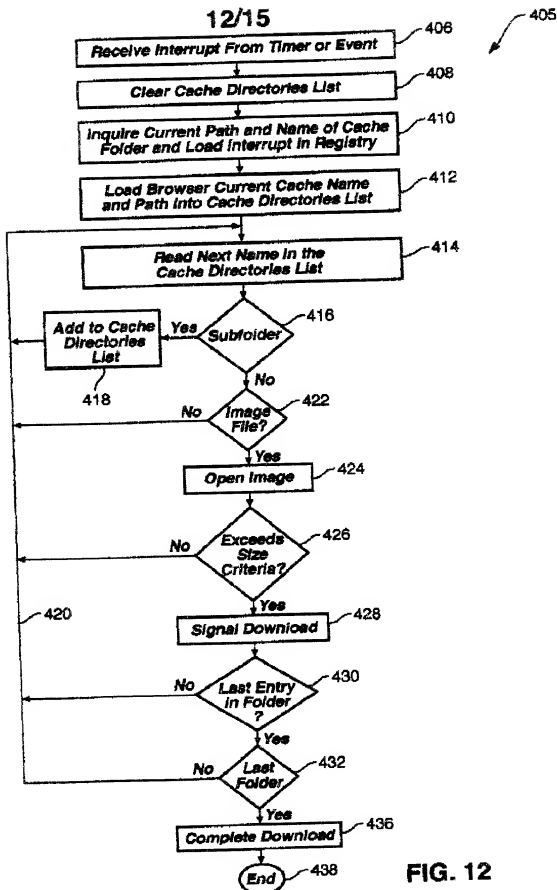 12/15
405
Receive Interrupt From Timer or Event
406
Clear Cache Directories List
408
Inquire Current Path and Name of Cache
Folder and Load Interrupt in Registry
410
Load Browser Current Cache Name
and Path into Cache Directories List
412
Read Next Name in the
Cache Directories List
414
Subfolder
416
Yes
Add to Cache
Directories
List
418
No
Image
File?
422
No
Yes
Open Image
424
Exceeds
Size
Criteria?
426
No
420
Yes
Signal Download
428
Last Entry
in Folder
?
430
No
Yes
Last
Folder
432
No
Yes
Complete Download
436
End
438
FIG. 12